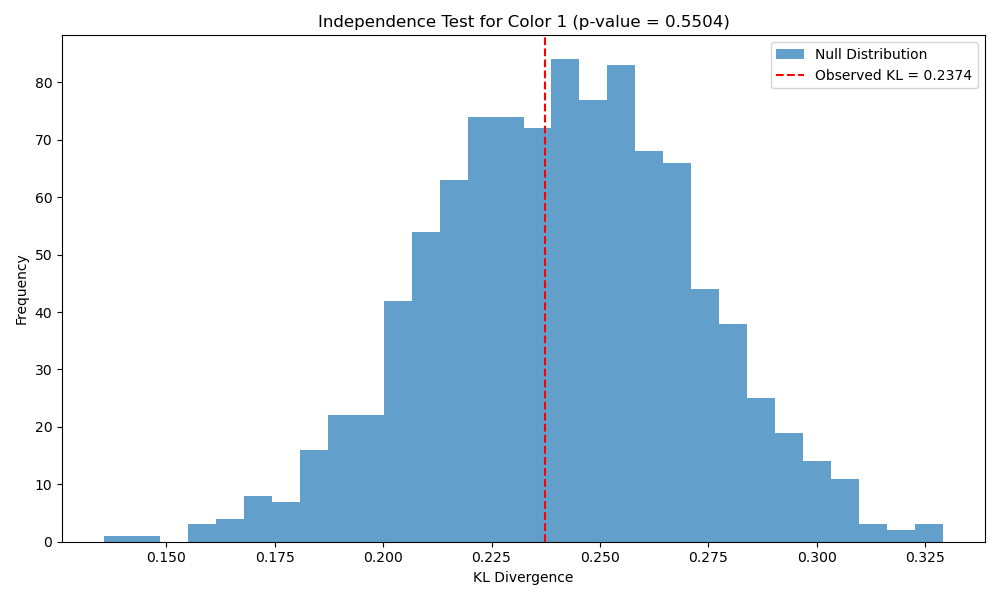 Independence Test for Color 1 (p-value = 0.5504)
Null Distribution
Observed KL = 0.2374
Frequency
80
70
60
50
40
30
20
10
0
0.150 0.175 0.200 0.225 0.250 0.275 0.300 0.325
KL Divergence